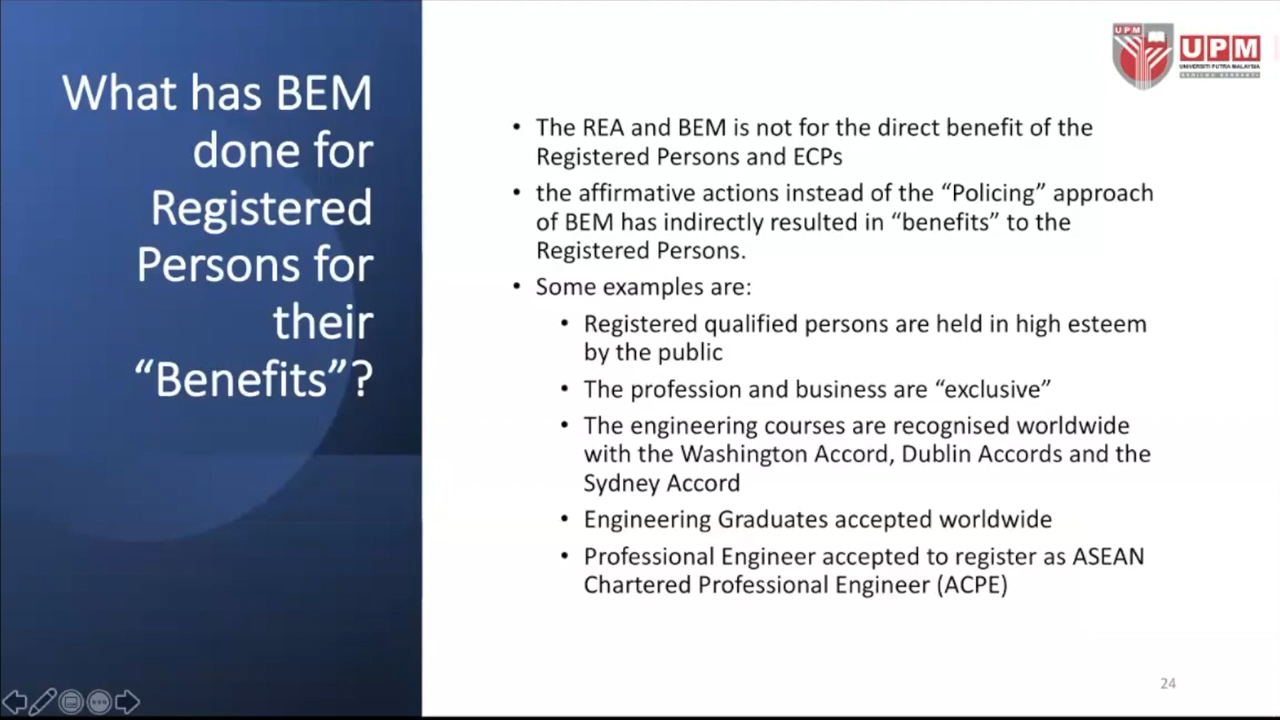 What has BEM
done for
Registered
Persons for
their
“Benefits”?
UPM
UPM
UNIVERSITI PUTRA MALAYSIA
BERILMU BERBAKTI
• The REA and BEM is not for the direct benefit of the
Registered Persons and ECPs
• the affirmative actions instead of the “Policing” approach
of BEM has indirectly resulted in “benefits” to the
Registered Persons.
• Some examples are:
• Registered qualified persons are held in high esteem
by the public
• The profession and business are “exclusive”
• The engineering courses are recognised worldwide
with the Washington Accord, Dublin Accords and the
Sydney Accord
• Engineering Graduates accepted worldwide
• Professional Engineer accepted to register as ASEAN
Chartered Professional Engineer (ACPE)
24